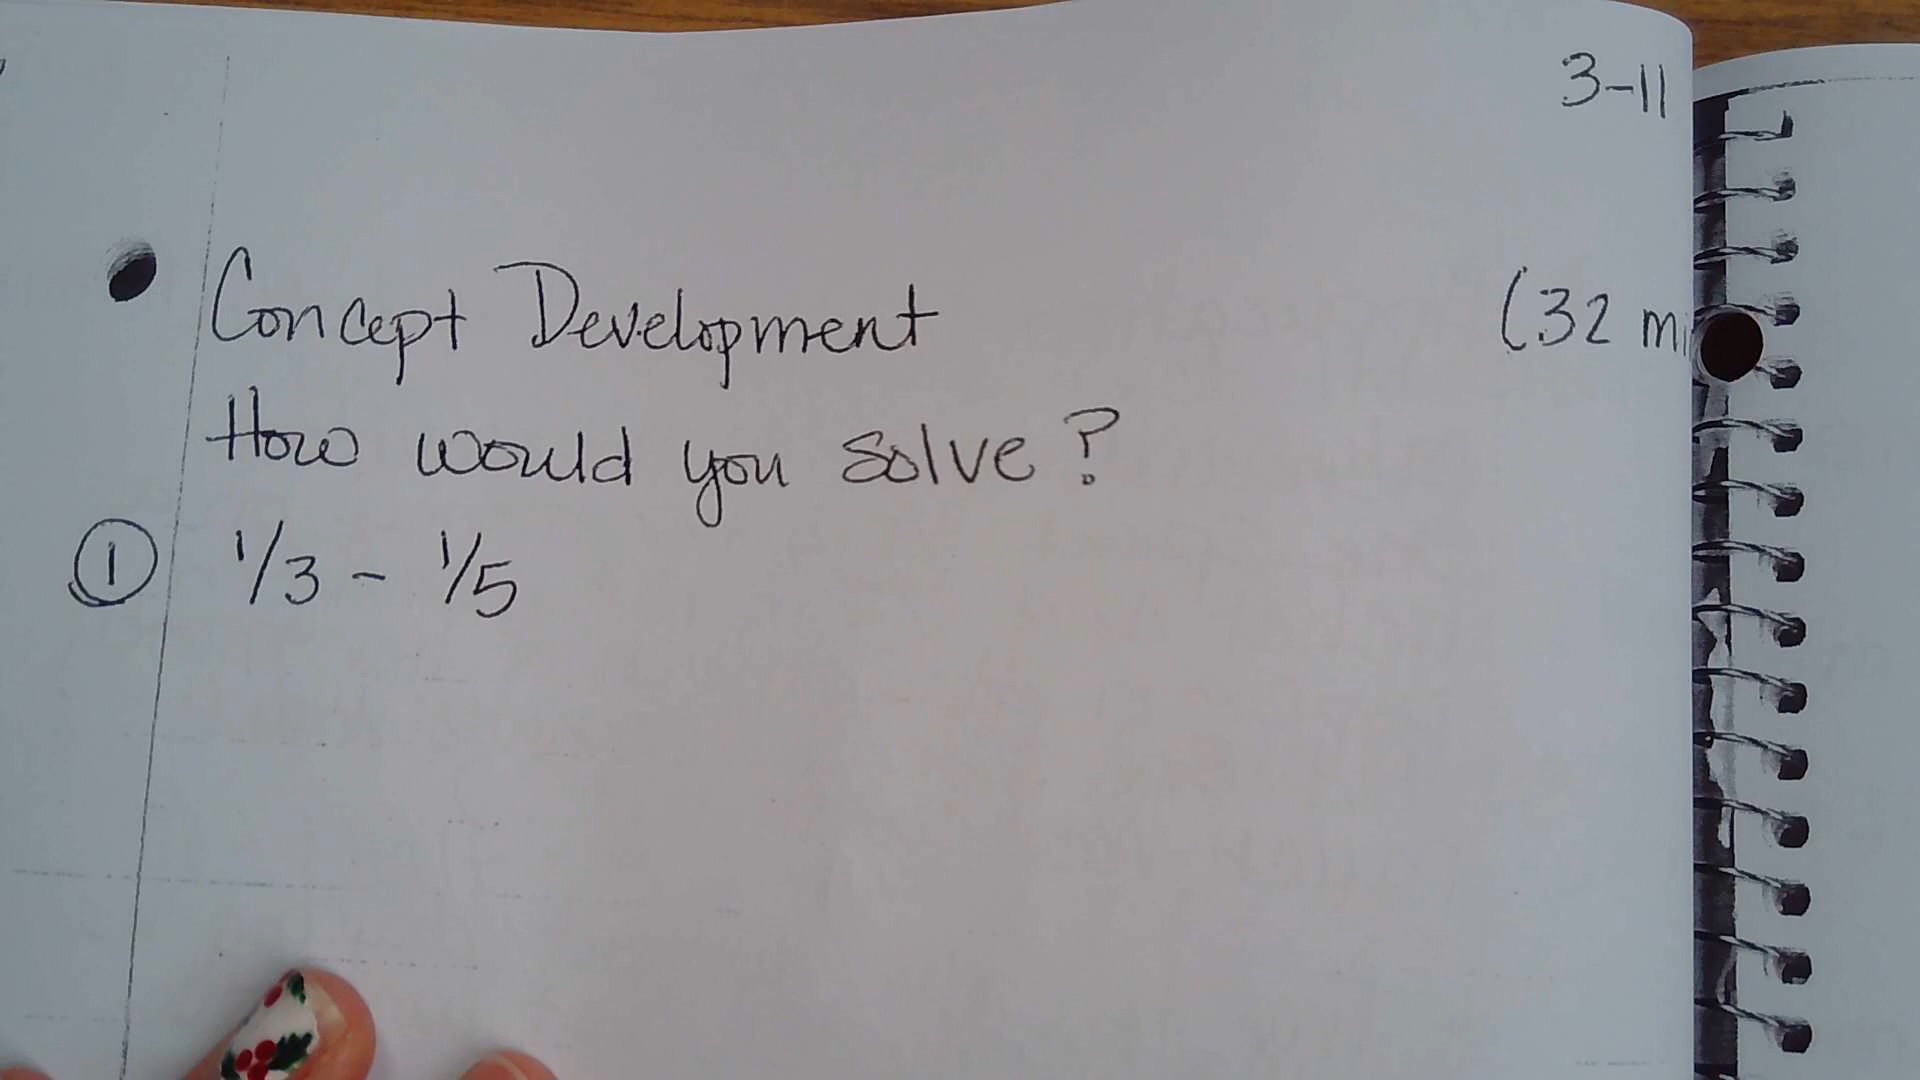 3-11
Concept Development (32 mi
How would you solve?
① 1/3 - 1/5